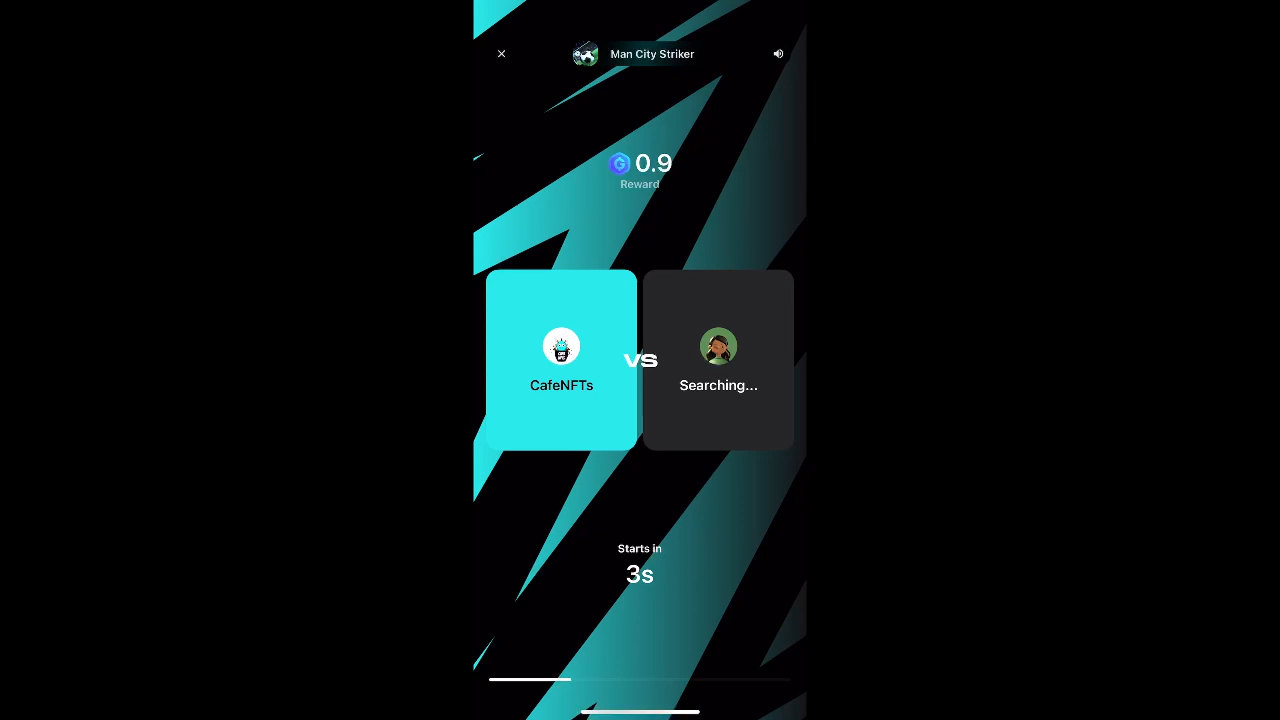 Man City Striker
0.9
Reward
CafeNFTs
VS
Searching...
Starts in
3s